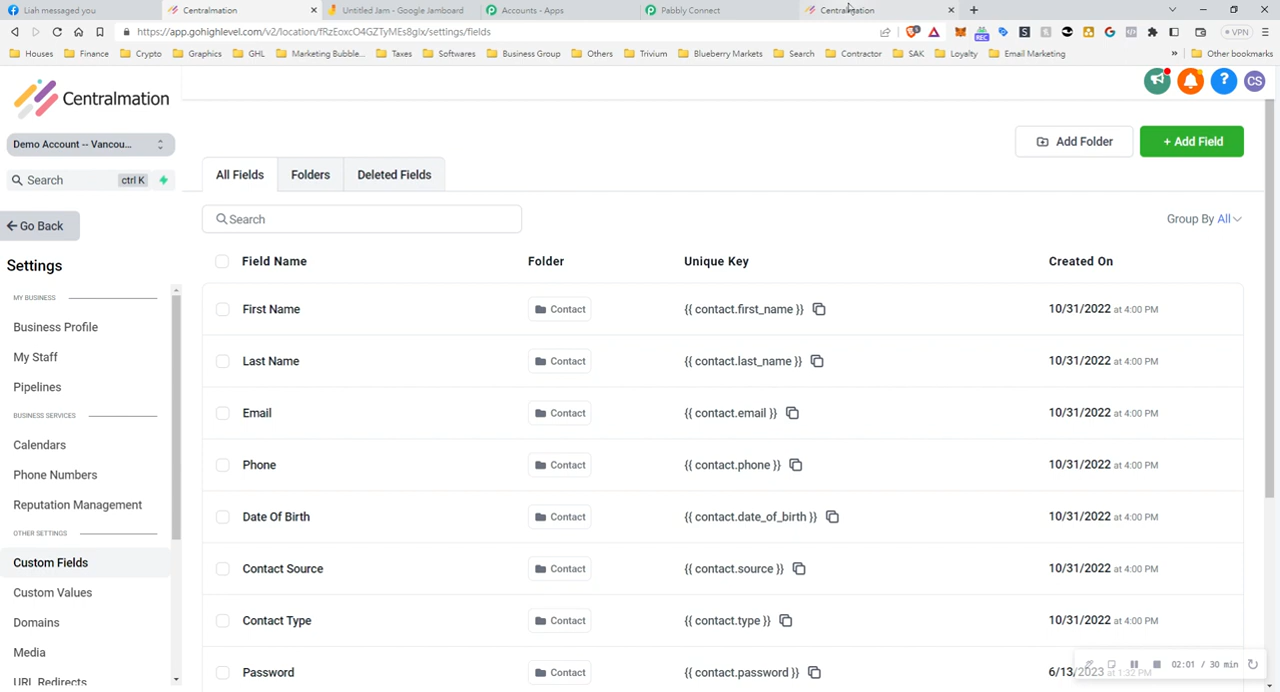 Liah messaged you
Centralmation
Untitled Jam - Google Jamboard
Accounts - Apps
Pabbly Connect
Centralmation
https://app.gohighlevel.com/v2/location/fRzEoxcO4GZTyMEs8glx/settings/fields
VPN
Houses
Finance
Crypto
Graphics
GHL
Marketing Bubble...
Taxes
Softwares
Business Group
Others
Trivium
Blueberry Markets
Search
Contractor
SAK
Loyalty
Email Marketing
»
Other bookmarks
Centralmation
CS
Demo Account -- Vancou...
Search
ctrl K
Go Back
Settings
MY BUSINESS
Business Profile
My Staff
Pipelines
BUSINESS SERVICES
Calendars
Phone Numbers
Reputation Management
OTHER SETTINGS
Custom Fields
Custom Values
Domains
Media
URL Redirects
Add Folder
+ Add Field
All Fields
Folders
Deleted Fields
Search
Group By All
Field Name Folder Unique Key Created On
First Name Contact {{ contact.first_name }} 10/31/2022 at 4:00 PM
Last Name Contact {{ contact.last_name }} 10/31/2022 at 4:00 PM
Email Contact {{ contact.email }} 10/31/2022 at 4:00 PM
Phone Contact {{ contact.phone }} 10/31/2022 at 4:00 PM
Date Of Birth Contact {{ contact.date_of_birth }} 10/31/2022 at 4:00 PM
Contact Source Contact {{ contact.source }} 10/31/2022 at 4:00 PM
Contact Type Contact {{ contact.type }} 10/31/2022 at 4:00 PM
Password Contact {{ contact.password }} 6/13/2023 at 1:32 PM
02:01 / 30 min